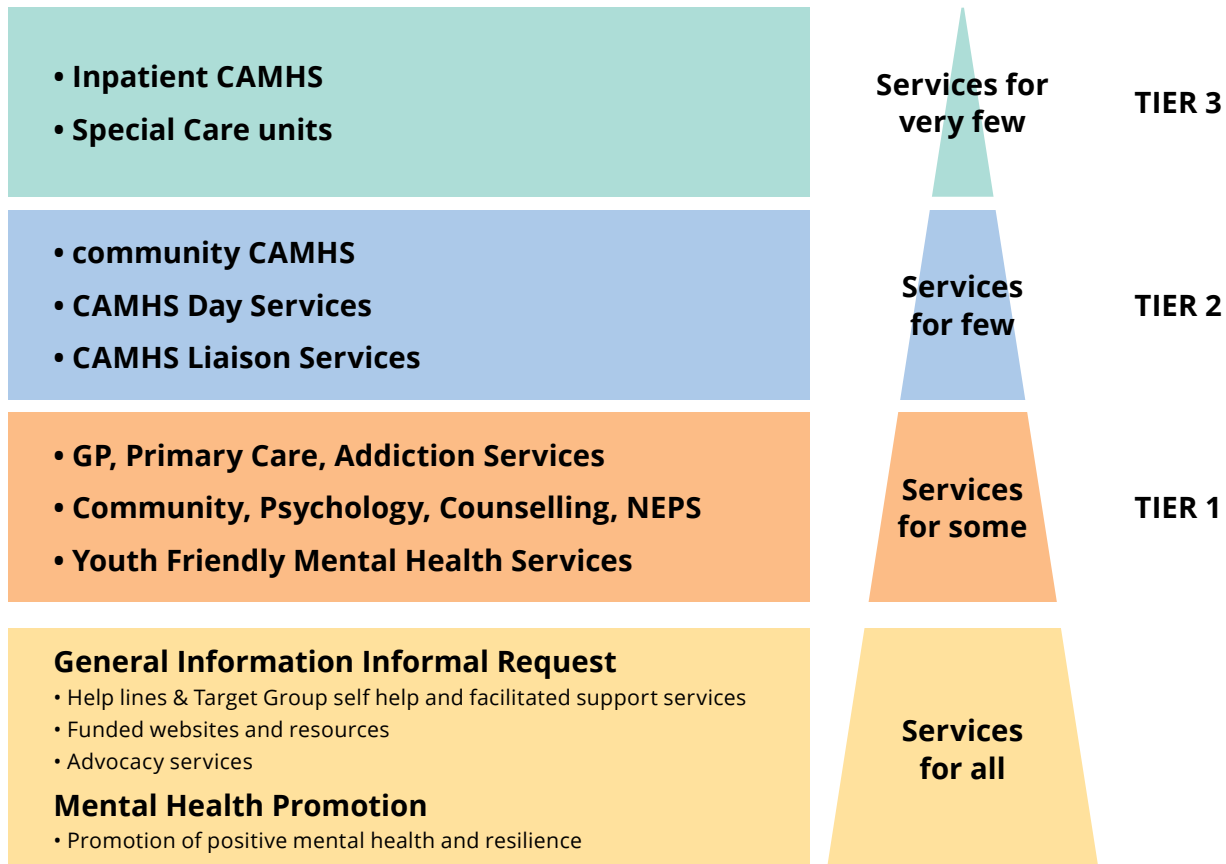 • Inpatient CAMHS
• Special Care units
Services for
very few
TIER 3
• community CAMHS
• CAMHS Day Services
• CAMHS Liaison Services
Services
for few
TIER 2
• GP, Primary Care, Addiction Services
• Community, Psychology, Counselling, NEPS
• Youth Friendly Mental Health Services
Services
for some
TIER 1
General Information Informal Request
• Help lines & Target Group self help and facilitated support services
• Funded websites and resources
• Advocacy services
Mental Health Promotion
• Promotion of positive mental health and resilience
Services
for all